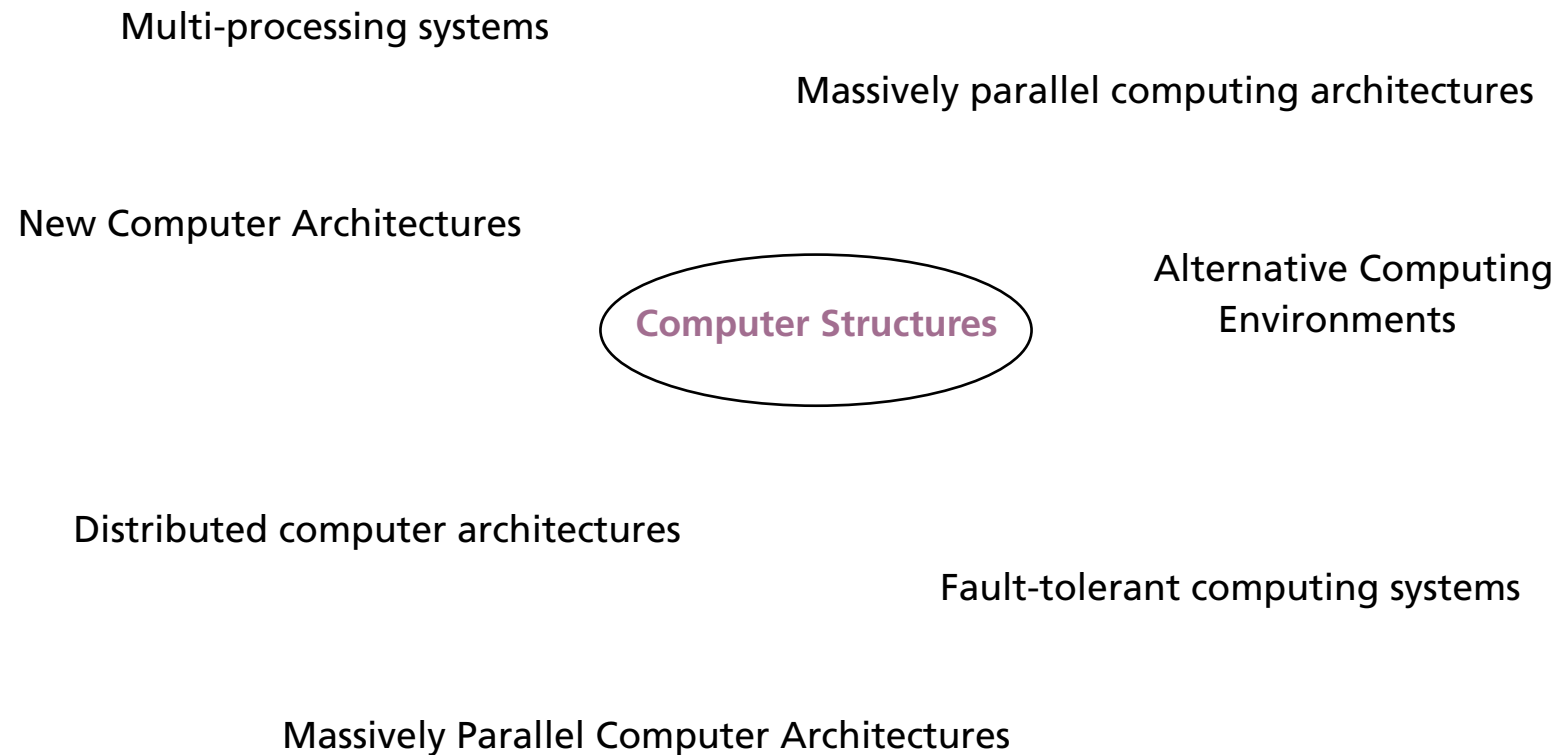 Multi-processing systems
Massively parallel computing architectures
New Computer Architectures
Alternative Computing
Environments
Computer Structures
Distributed computer architectures
Fault-tolerant computing systems
Massively Parallel Computer Architectures